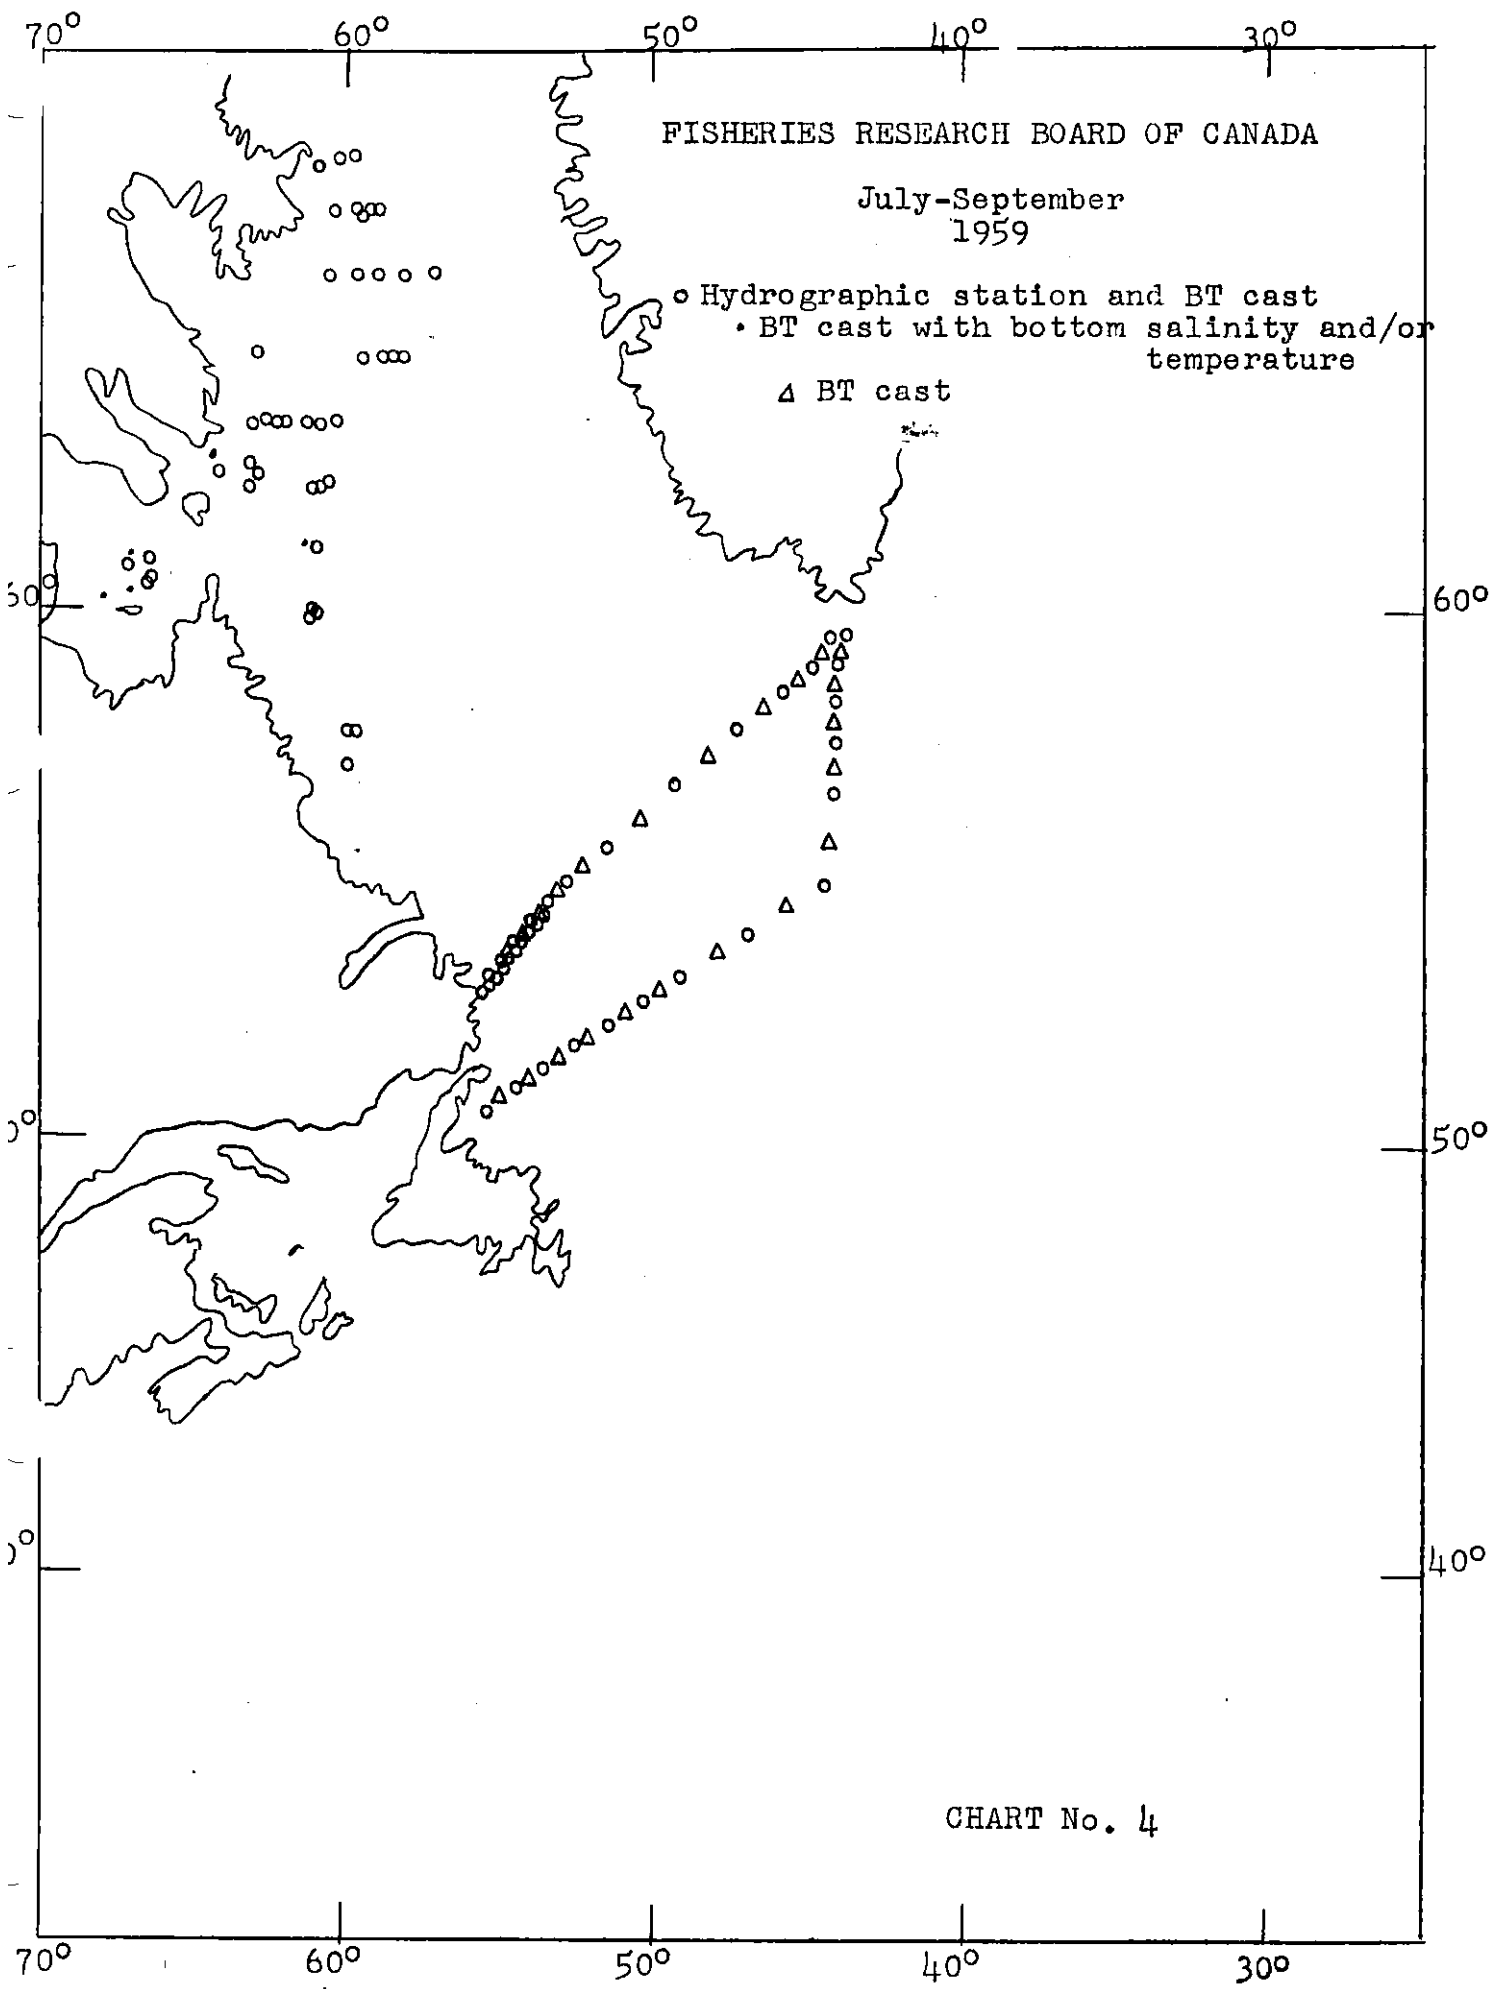 70° 60° 50° 40° 30°
FISHERIES RESEARCH BOARD OF CANADA
July-September
1959
o Hydrographic station and BT cast
• BT cast with bottom salinity and/or
temperature
Δ BT cast
60°
50°
40°
CHART No. 4
70° 60° 50° 40° 30°